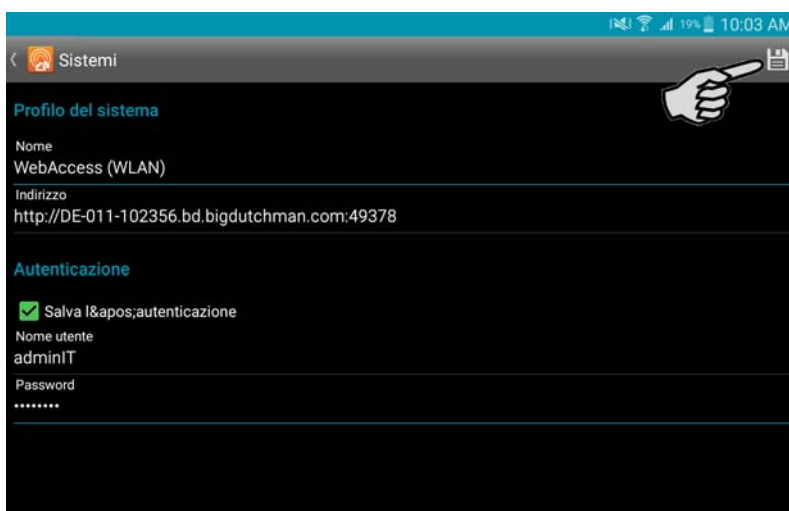 19% 10:03 AM
Sistemi
Profilo del sistema
Nome
WebAccess (WLAN)
Indirizzo
http://DE-011-102356.bd.bigdutchman.com:49378
Autenticazione
Salva l&apos;autenticazione
Nome utente
adminIT
Password
••••••••